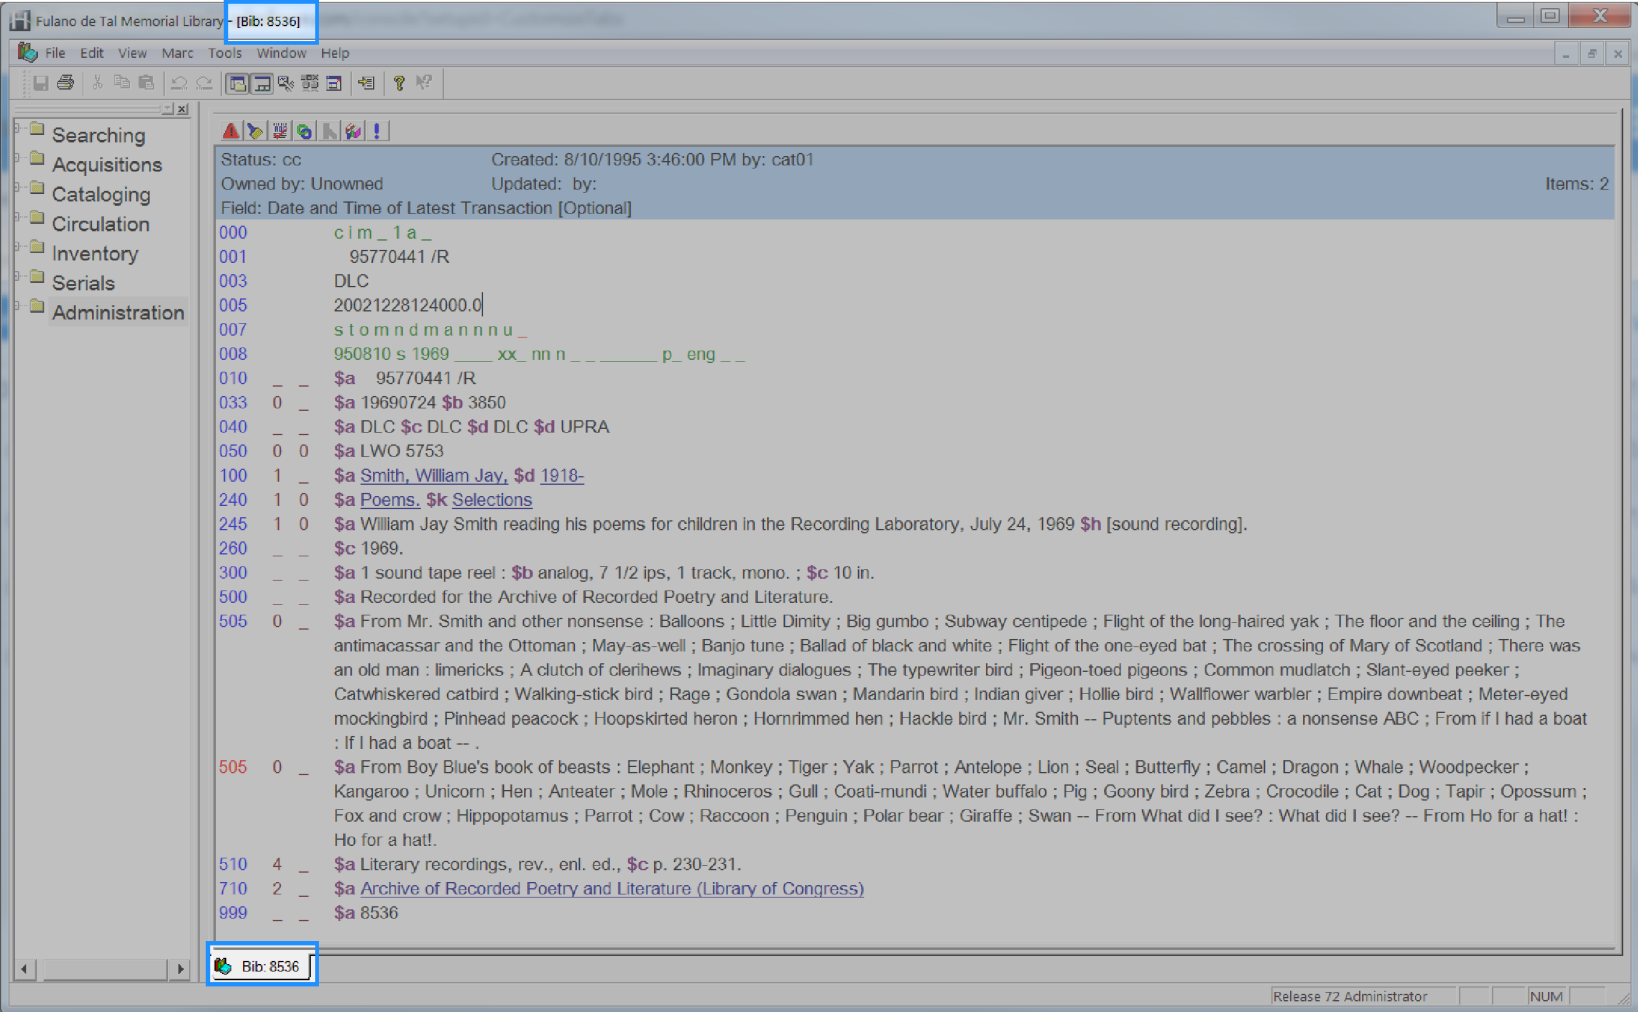 Fulano de Tal Memorial Library - [Bib: 8536]
File Edit View Marc Tools Window Help
Searching
Acquisitions
Cataloging
Circulation
Inventory
Serials
Administration
Status: cc Created: 8/10/1995 3:46:00 PM by: cat01
Owned by: Unowned Updated: by: Items: 2
Field: Date and Time of Latest Transaction [Optional]
000 c i m _ 1 a _
001 95770441 /R
003 DLC
005 20021228124000.0
007 s t o m n d m a n n n u _
008 950810 s 1969 ____ xx_ nn n _ _ ______ p_ eng _ _
010 _ _ $a 95770441 /R
033 0 _ $a 19690724 $b 3850
040 _ _ $a DLC $c DLC $d DLC $d UPRA
050 0 0 $a LWO 5753
100 1 _ $a Smith, William Jay, $d 1918-
240 1 0 $a Poems. $k Selections
245 1 0 $a William Jay Smith reading his poems for children in the Recording Laboratory, July 24, 1969 $h [sound recording].
260 _ _ $c 1969.
300 _ _ $a 1 sound tape reel : $b analog, 7 1/2 ips, 1 track, mono. ; $c 10 in.
500 _ _ $a Recorded for the Archive of Recorded Poetry and Literature.
505 0 _ $a From Mr. Smith and other nonsense : Balloons ; Little Dimity ; Big gumbo ; Subway centipede ; Flight of the long-haired yak ; The floor and the ceiling ; The
antimacassar and the Ottoman ; May-as-well ; Banjo tune ; Ballad of black and white ; Flight of the one-eyed bat ; The crossing of Mary of Scotland ; There was
an old man : limericks ; A clutch of clerihews ; Imaginary dialogues ; The typewriter bird ; Pigeon-toed pigeons ; Common mudlatch ; Slant-eyed peeker ;
Catwhiskered catbird ; Walking-stick bird ; Rage ; Gondola swan ; Mandarin bird ; Indian giver ; Hollie bird ; Wallflower warbler ; Empire downbeat ; Meter-eyed
mockingbird ; Pinhead peacock ; Hoopskirted heron ; Hornrimmed hen ; Hackle bird ; Mr. Smith -- Puptents and pebbles : a nonsense ABC ; From if I had a boat
: If I had a boat -- .
505 0 _ $a From Boy Blue's book of beasts : Elephant ; Monkey ; Tiger ; Yak ; Parrot ; Antelope ; Lion ; Seal ; Butterfly ; Camel ; Dragon ; Whale ; Woodpecker ;
Kangaroo ; Unicorn ; Hen ; Anteater ; Mole ; Rhinoceros ; Gull ; Coati-mundi ; Water buffalo ; Pig ; Goony bird ; Zebra ; Crocodile ; Cat ; Dog ; Tapir ; Opossum ;
Fox and crow ; Hippopotamus ; Parrot ; Cow ; Raccoon ; Penguin ; Polar bear ; Giraffe ; Swan -- From What did I see? : What did I see? -- From Ho for a hat! :
Ho for a hat!.
510 4 _ $a Literary recordings, rev., enl. ed., $c p. 230-231.
710 2 _ $a Archive of Recorded Poetry and Literature (Library of Congress)
999 _ _ $a 8536
Bib: 8536
Release 72 Administrator NUM